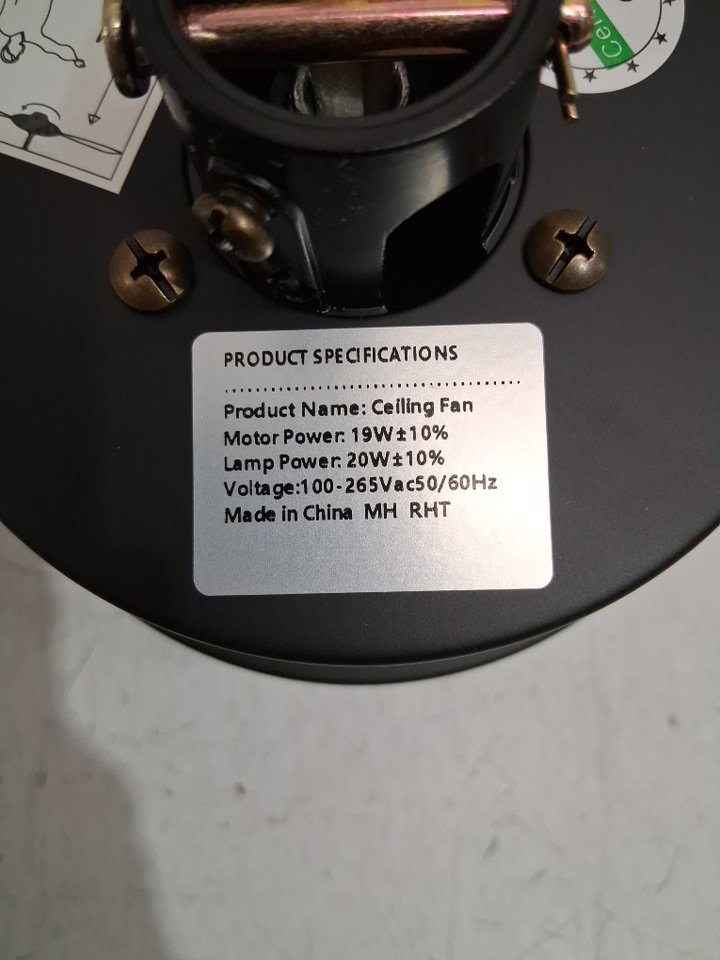 PRODUCT SPECIFICATIONS
Product Name: Ceiling Fan
Motor Power: 19W±10%
Lamp Power: 20W±10%
Voltage:100-265Vac50/60Hz
Made in China MH RHT